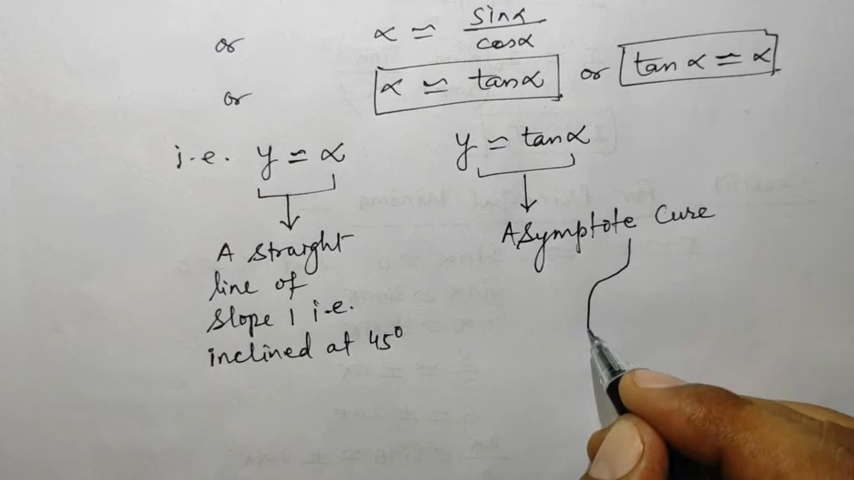 or α ≃ sinα/cosα
or α ≃ tanα or tan α ≃ α
i.e. y ≃ α y ≃ tanα
A straight
line of
slope 1 i.e.
inclined at 45°
ASymptote Cure